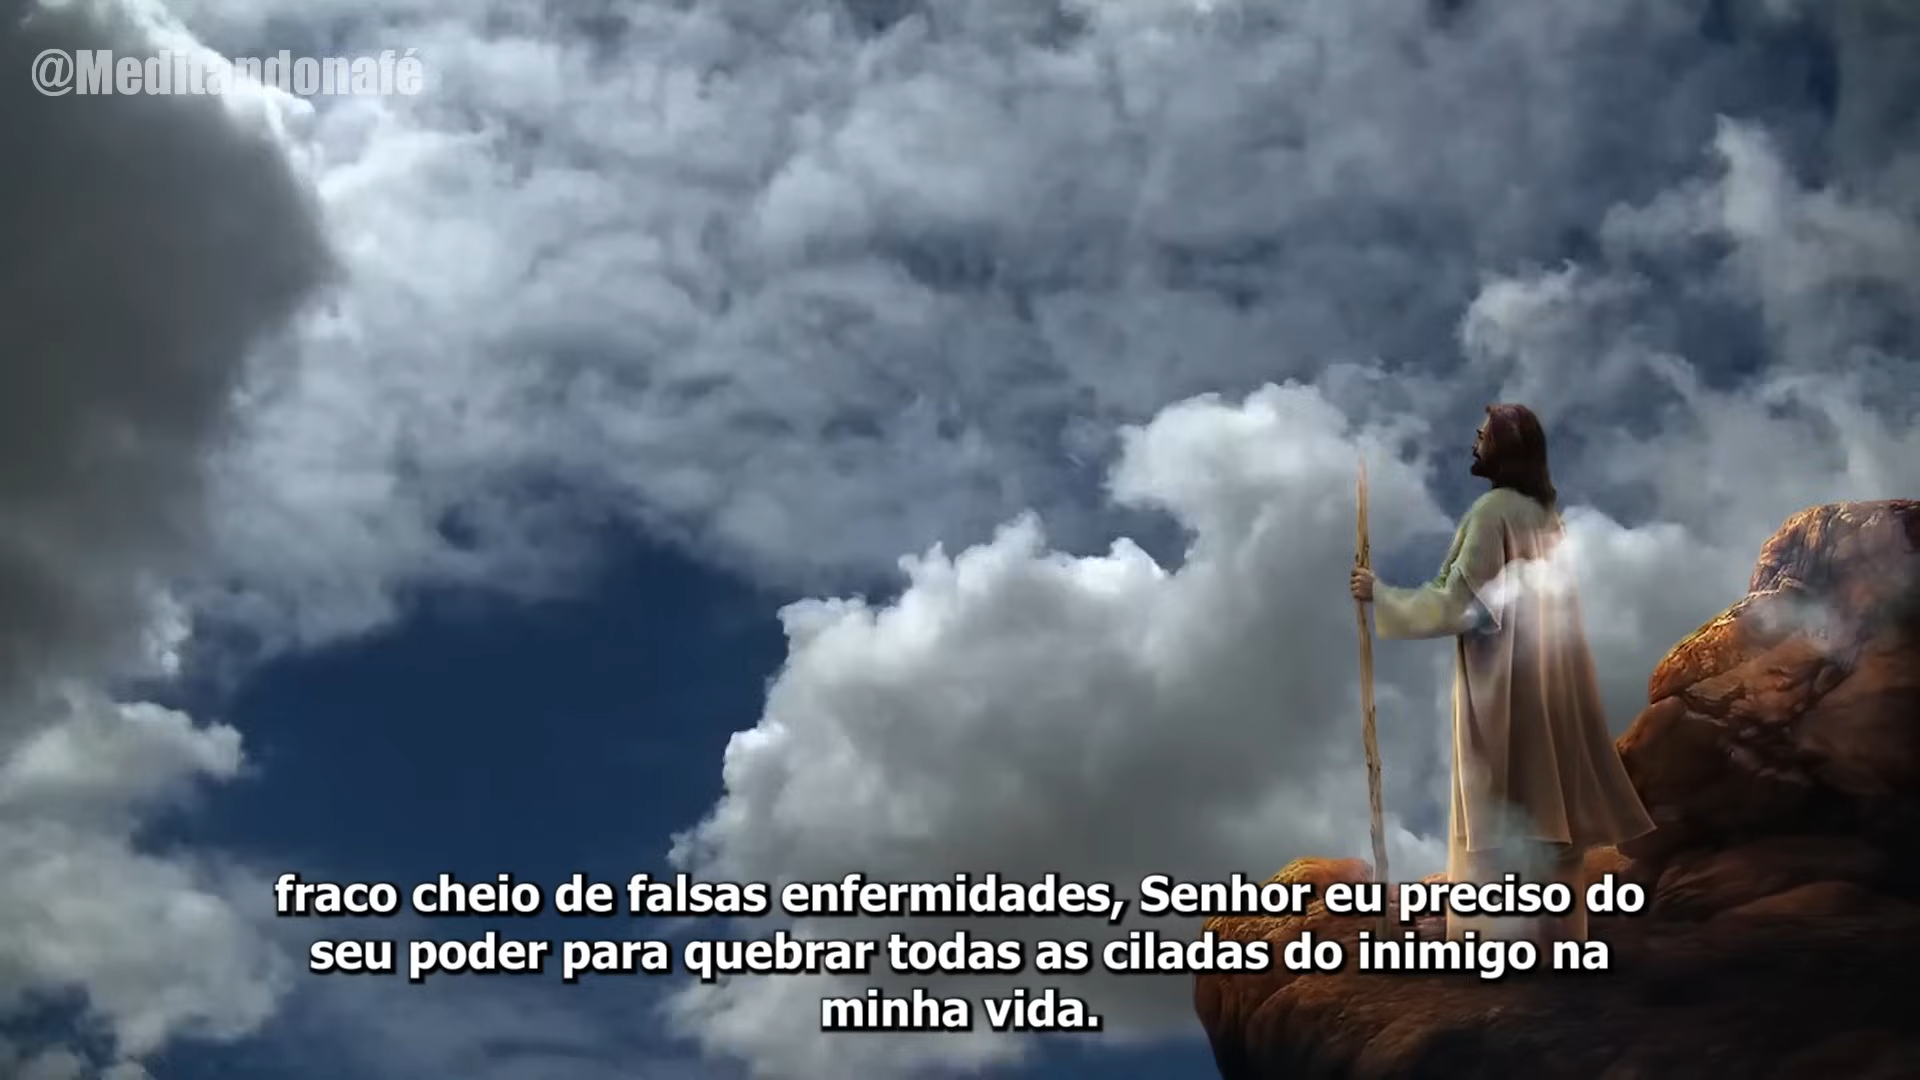 @Meditandonafé
fraco cheio de falsas enfermidades, Senhor eu preciso do
seu poder para quebrar todas as ciladas do inimigo na
minha vida.